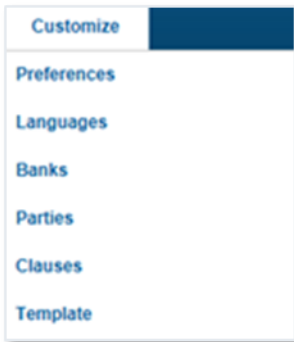 Customize
Preferences
Languages
Banks
Parties
Clauses
Template